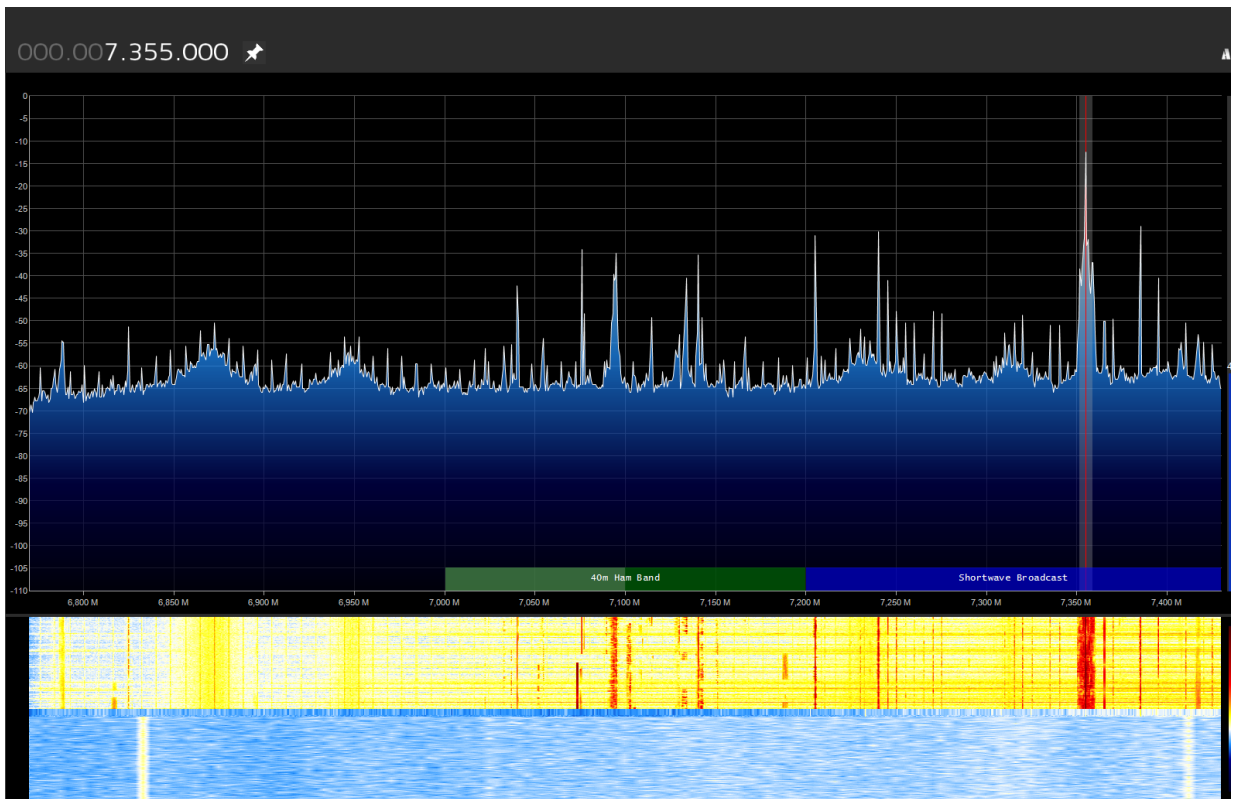 000.007.355.000
0
-5
-10
-15
-20
-25
-30
-35
-40
-45
-50
-55
-60
-65
-70
-75
-80
-85
-90
-95
-100
-105
-110
40m Ham Band
Shortwave Broadcast
6,800 M
6,850 M
6,900 M
6,950 M
7,000 M
7,050 M
7,100 M
7,150 M
7,200 M
7,250 M
7,300 M
7,350 M
7,400 M